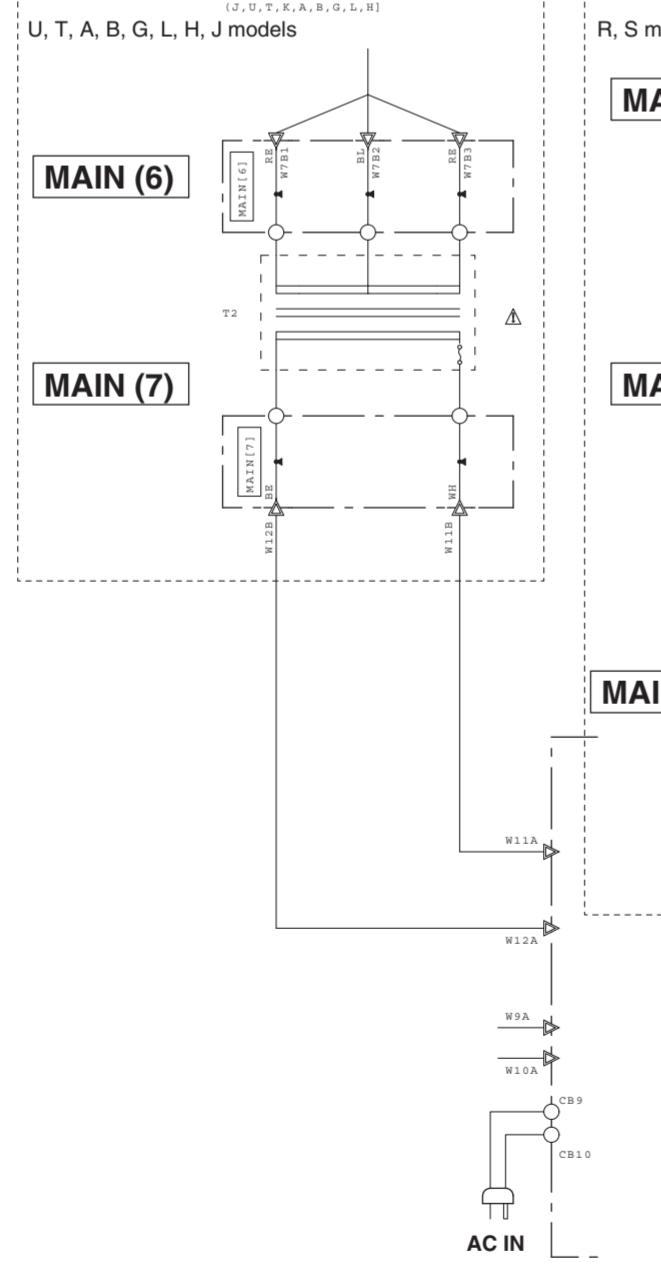 (J,U,T,K,A,B,G,L,H]
U, T, A, B, G, L, H, J models
R, S m
MA
MAIN (6)
MAIN[6]
RE
W7B1
BL
W7B2
RE
W7B3
T2
MAIN (7)
MA
MAIN[7]
BE
WH
W12B
W11B
MAI
W11A
W12A
W9A
W10A
CB9
CB10
AC IN